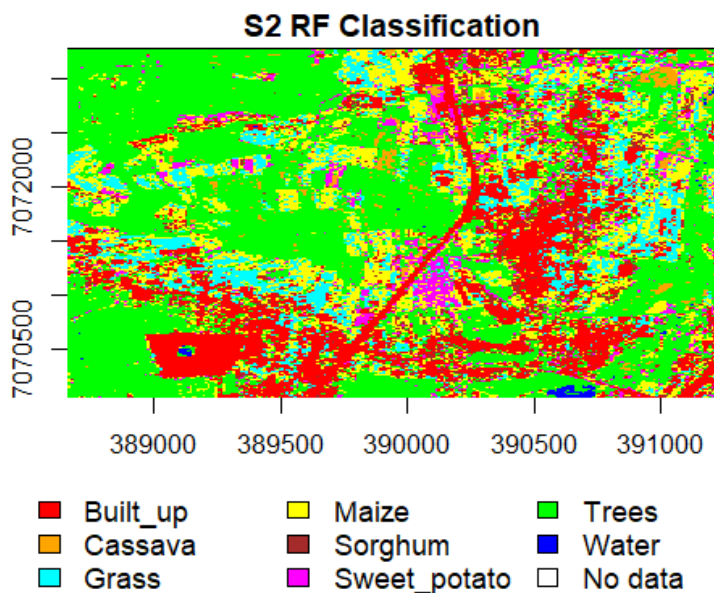 S2 RF Classification
7072000
7070500
389000 389500 390000 390500 391000
Built_up Maize Trees
Cassava Sorghum Water
Grass Sweet_potato No data